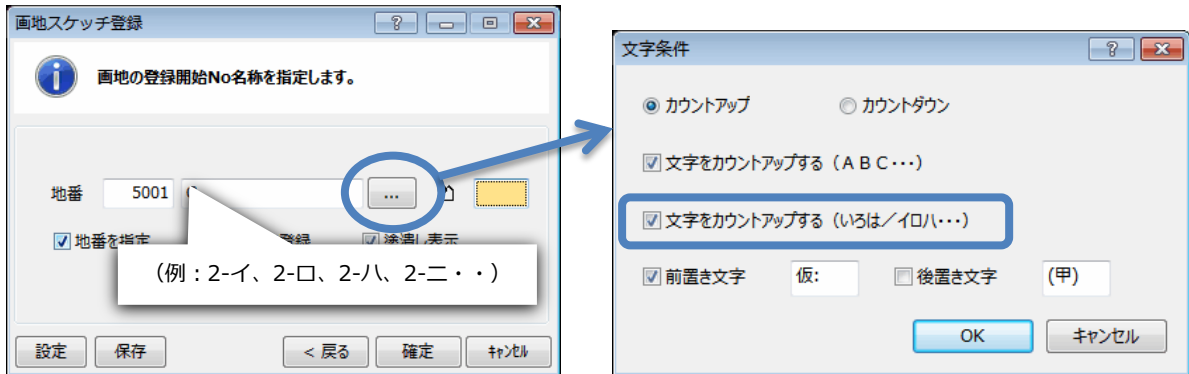 画地スケッチ登録
画地の登録開始No名称を指定します。
地番 5001 ...
地番を指定 登録 塗潰し表示
（例：2-イ、2-ロ、2-ハ、2-ニ・・）
設定 保存 < 戻る 確定 ｷｬﾝｾﾙ
文字条件
カウントアップ カウントダウン
文字をカウントアップする（ＡＢＣ・・・）
文字をカウントアップする（いろは／イロハ・・・）
前置き文字 仮: 後置き文字 (甲)
OK キャンセル